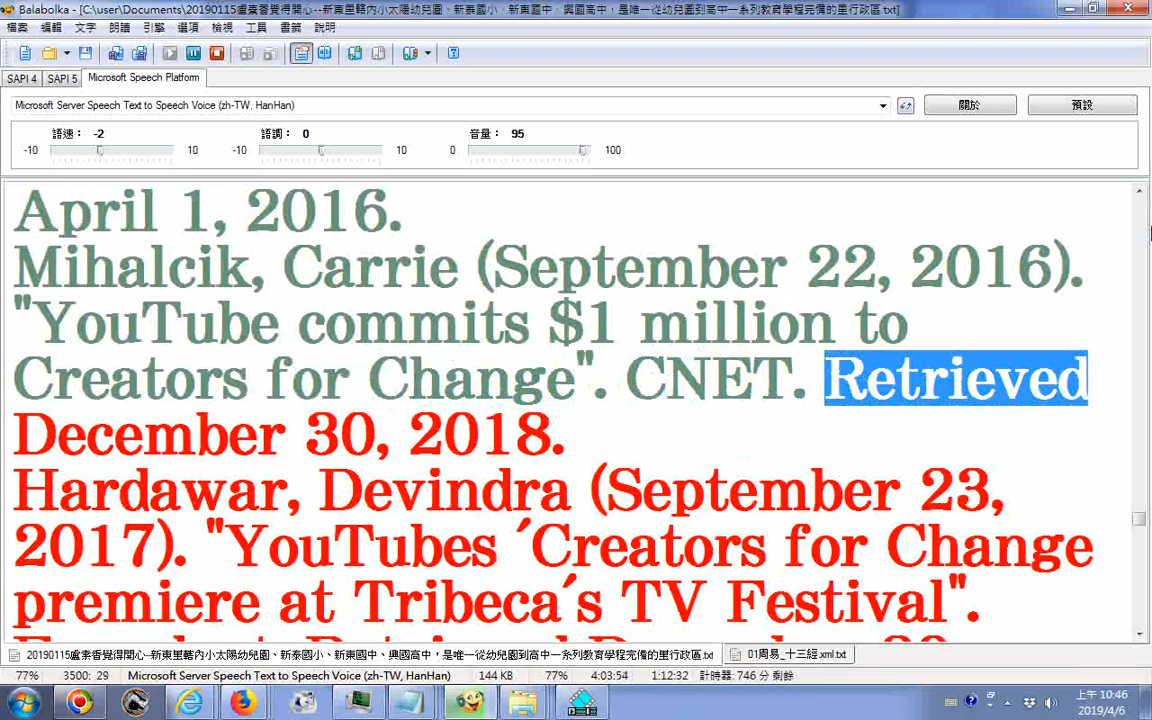 Balabolka - [C:\user\Documents\20190115盧素香覺得開心--新東里轄內小太陽幼兒園、新泰國小、新東國中、興國高中，是唯一從幼兒園到高中一系列教育學程完備的里行政區.txt]
檔案 編輯 文字 朗讀 引擎 選項 檢視 工具 書籤 說明
SAPI 4 SAPI 5 Microsoft Speech Platform
Microsoft Server Speech Text to Speech Voice (zh-TW, HanHan) 關於 預設
語速： -2 語調： 0 音量： 95
-10 10 -10 10 0 100
April 1, 2016.
Mihalcik, Carrie (September 22, 2016).
"YouTube commits $1 million to
Creators for Change". CNET. Retrieved
December 30, 2018.
Hardawar, Devindra (September 23,
2017). "YouTubes ´Creators for Change
premiere at Tribeca´s TV Festival".
20190115盧素香覺得開心--新東里轄內小太陽幼兒園、新泰國小、新東國中、興國高中，是唯一從幼兒園到高中一系列教育學程完備的里行政區.txt 01周易_十三經.xml.txt
77% 3500: 29 Microsoft Server Speech Text to Speech Voice (zh-TW, HanHan) 144 KB 77% 4:03:54 1:12:32 計時器: 746 分 剩餘
上午 10:46
2019/4/6